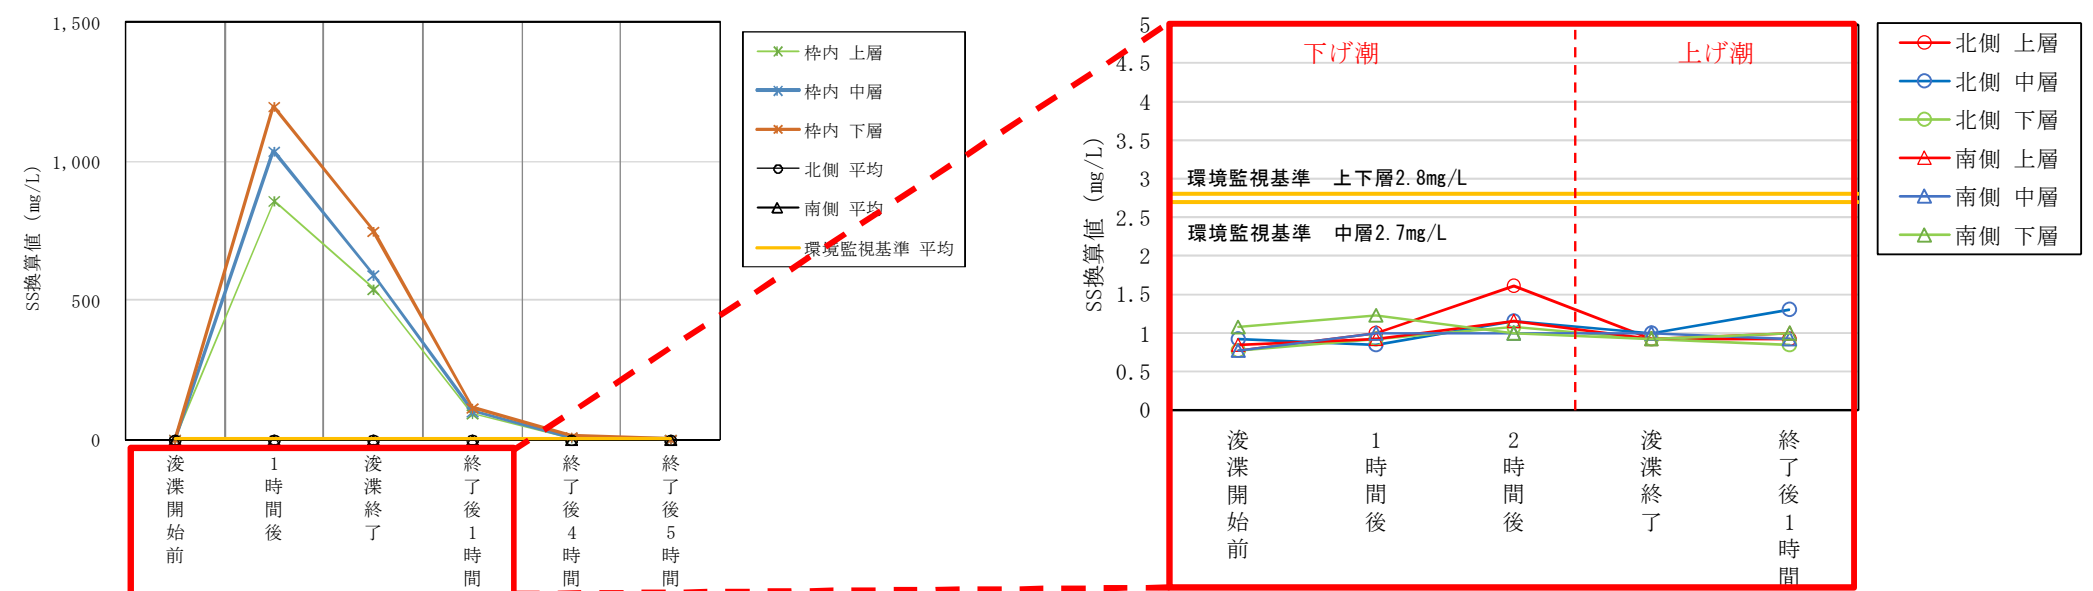 SS換算値 (mg/L)
1,500
1,000
500
0
浚渫開始前
1時間後
浚渫終了
終了後1時間
終了後4時間
終了後5時間
枠内 上層
枠内 中層
枠内 下層
北側 平均
南側 平均
環境監視基準 平均
SS換算値 (mg/L)
5
4.5
4
3.5
3
2.5
2
1.5
1
0.5
0
下げ潮
上げ潮
環境監視基準 上下層2.8mg/L
環境監視基準 中層2.7mg/L
浚渫開始前
1時間後
2時間後
浚渫終了
終了後1時間
北側 上層
北側 中層
北側 下層
南側 上層
南側 中層
南側 下層